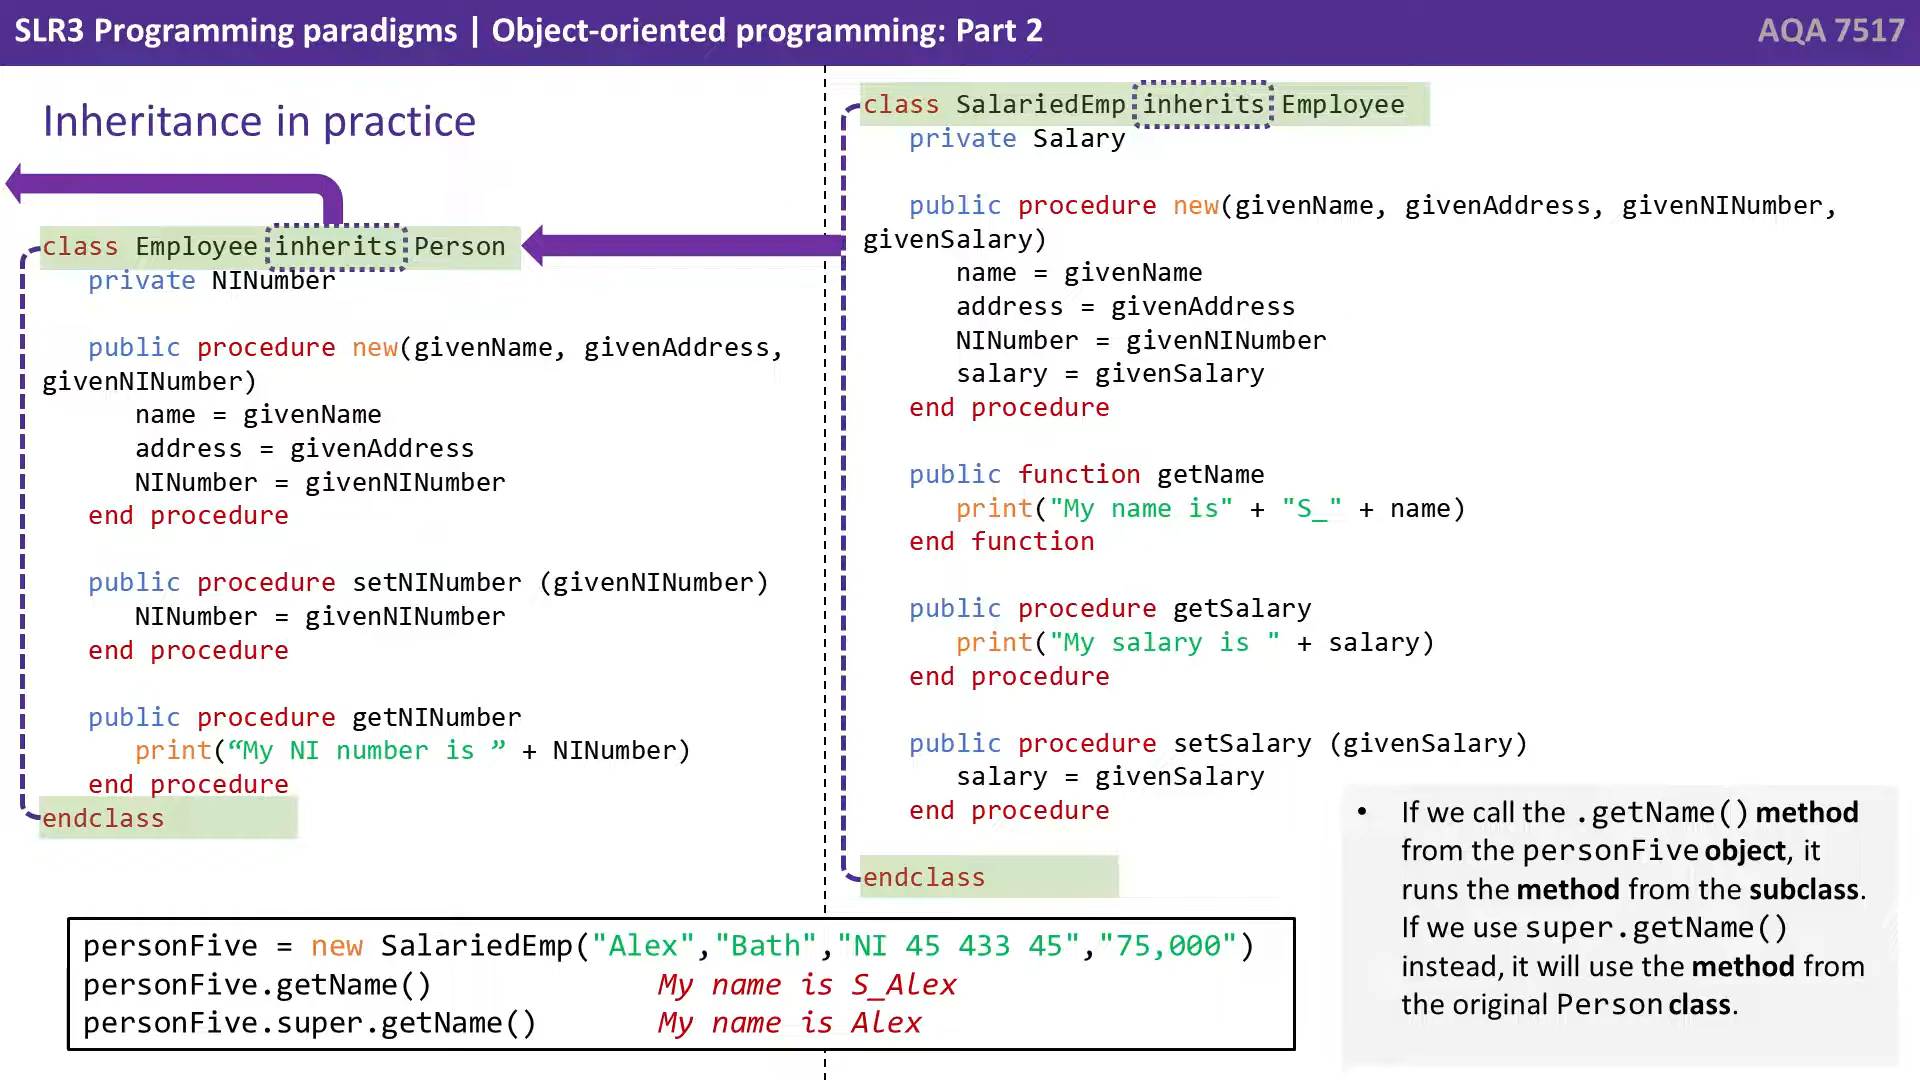 SLR3 Programming paradigms | Object-oriented programming: Part 2
AQA 7517
Inheritance in practice
class Employee inherits Person
private NINumber
public procedure new(givenName, givenAddress,
givenNINumber)
name = givenName
address = givenAddress
NINumber = givenNINumber
end procedure
public procedure setNINumber (givenNINumber)
NINumber = givenNINumber
end procedure
public procedure getNINumber
print(“My NI number is ” + NINumber)
end procedure
endclass
class SalariedEmp inherits Employee
private Salary
public procedure new(givenName, givenAddress, givenNINumber,
givenSalary)
name = givenName
address = givenAddress
NINumber = givenNINumber
salary = givenSalary
end procedure
public function getName
print("My name is" + "S_" + name)
end function
public procedure getSalary
print("My salary is " + salary)
end procedure
public procedure setSalary (givenSalary)
salary = givenSalary
end procedure
endclass
personFive = new SalariedEmp("Alex","Bath","NI 45 433 45","75,000")
personFive.getName() My name is S_Alex
personFive.super.getName() My name is Alex
• If we call the .getName() method
from the personFive object, it
runs the method from the subclass.
If we use super.getName()
instead, it will use the method from
the original Person class.